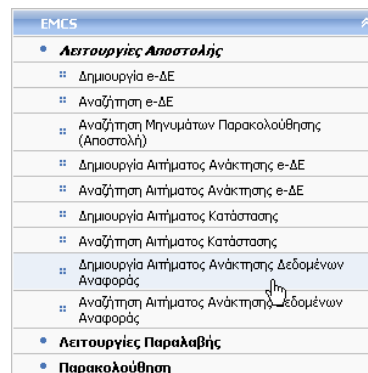 EMCS
Λειτουργίες Αποστολής
Δημιουργία e-ΔΕ
Αναζήτηση e-ΔΕ
Αναζήτηση Μηνυμάτων Παρακολούθησης
(Αποστολή)
Δημιουργία Αιτήματος Ανάκτησης e-ΔΕ
Αναζήτηση Αιτήματος Ανάκτησης e-ΔΕ
Δημιουργία Αιτήματος Κατάστασης
Αναζήτηση Αιτήματος Κατάστασης
Δημιουργία Αιτήματος Ανάκτησης Δεδομένων
Αναφοράς
Αναζήτηση Αιτήματος Ανάκτησης Δεδομένων
Αναφοράς
Λειτουργίες Παραλαβής
Παρακολούθηση